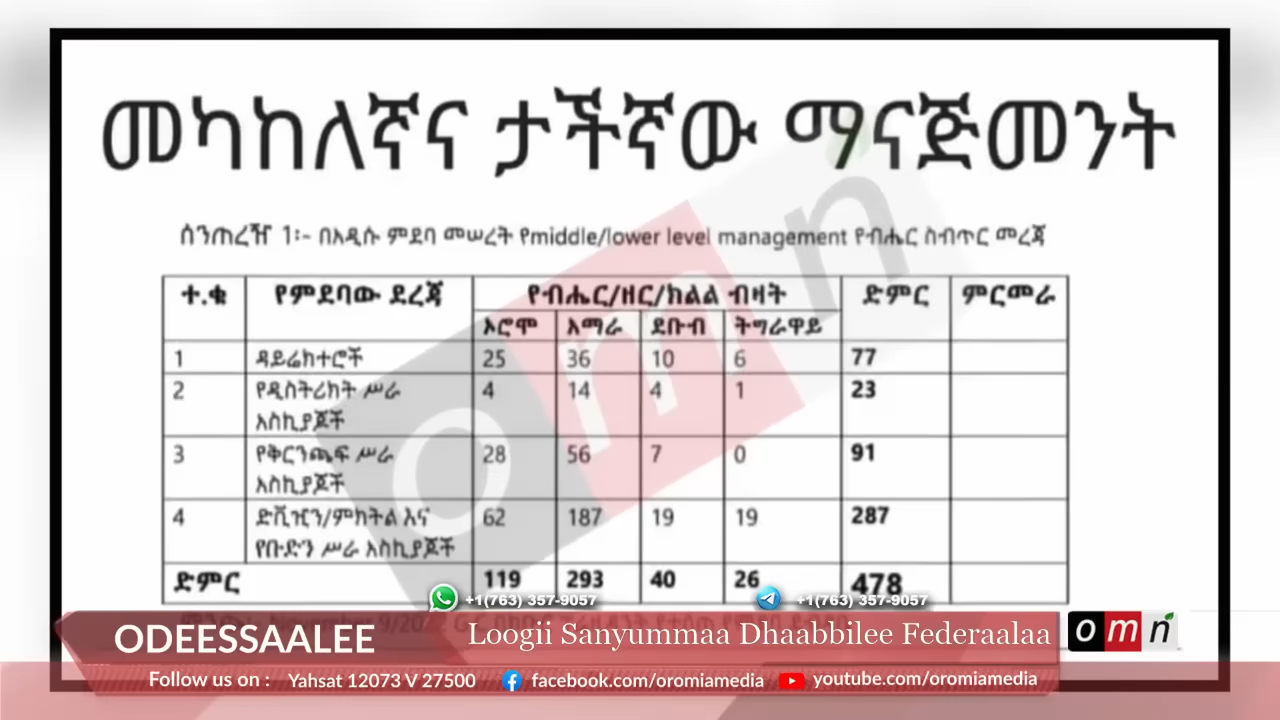 መካከለኛና ታችኛው ማናጅመንት
ሰንጠረዥ 1፡- በአዲሱ ምደባ መሠረት የmiddle/lower level management የብሔር ስብጥር መረጃ
ተ.ቁ የምደባው ደረጃ የብሔር/ዘር/ክልል ብዛት ድምር ምርመራ
ኦሮሞ አማራ ደቡብ ትግራዋይ
1 ዳይሬክተሮች 25 36 10 6 77
2 የዲስትሪክት ሥራ 4 14 4 1 23
አስኪያጆች
3 የቅርንጫፍ ሥራ 28 56 7 0 91
አስኪያጆች
4 ድቪዢን/ምክትል እና 62 187 19 19 287
የቡድን ሥራ አስኪያጆች
ድምር 119 293 40 26 478
+1(763) 357-9057 +1(763) 357-9057
ODEESSAALEE Loogii Sanyummaa Dhaabbilee Federaalaa omn
Follow us on : Yahsat 12073 V 27500 facebook.com/oromiamedia youtube.com/oromiamedia
omn